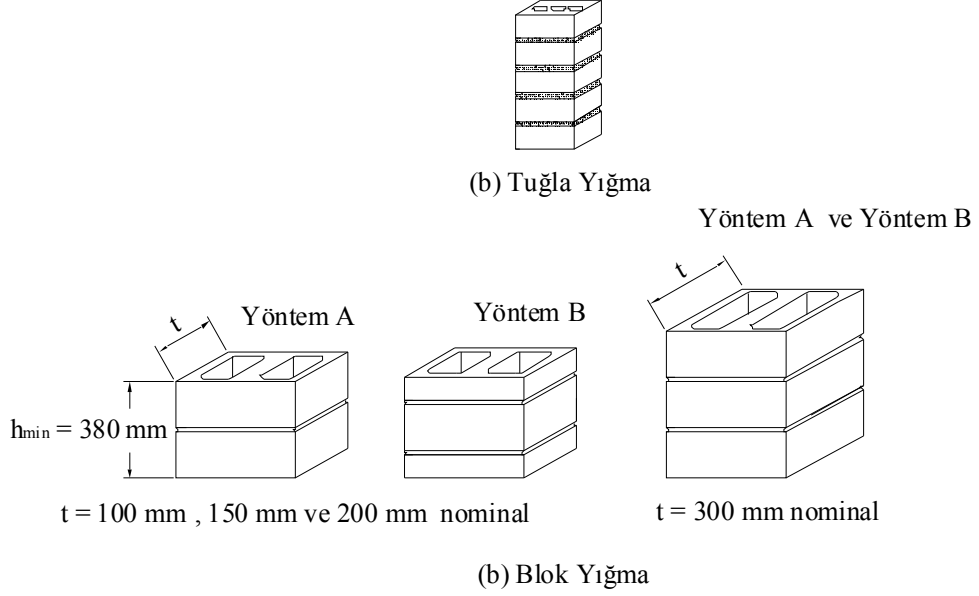 (b) Tuğla Yığma
Yöntem A ve Yöntem B
t
Yöntem A
Yöntem B
t
hmin = 380 mm
t = 100 mm , 150 mm ve 200 mm nominal
t = 300 mm nominal
(b) Blok Yığma